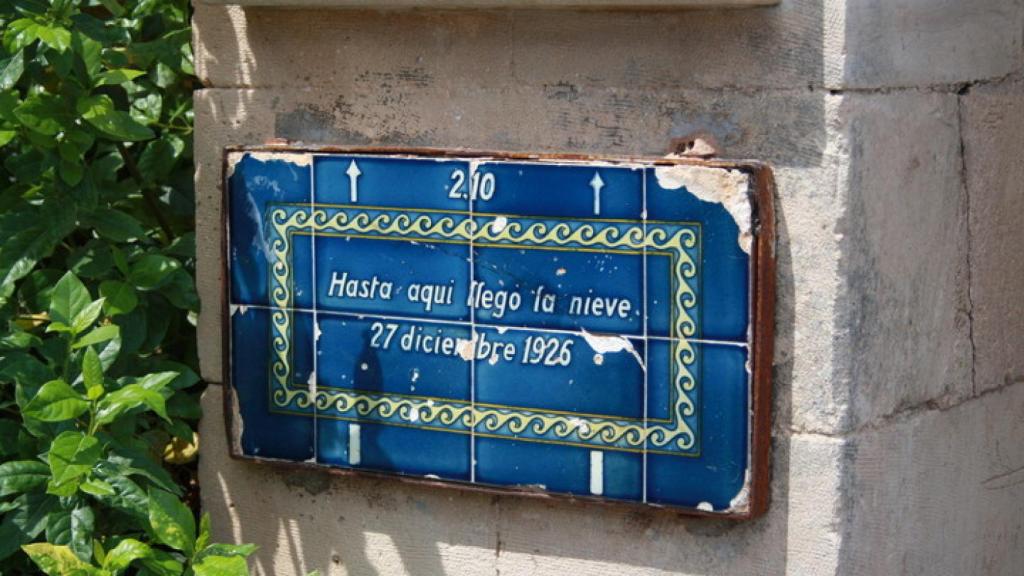 2.10
Hasta aqui llegó la nieve
27 diciembre 1926